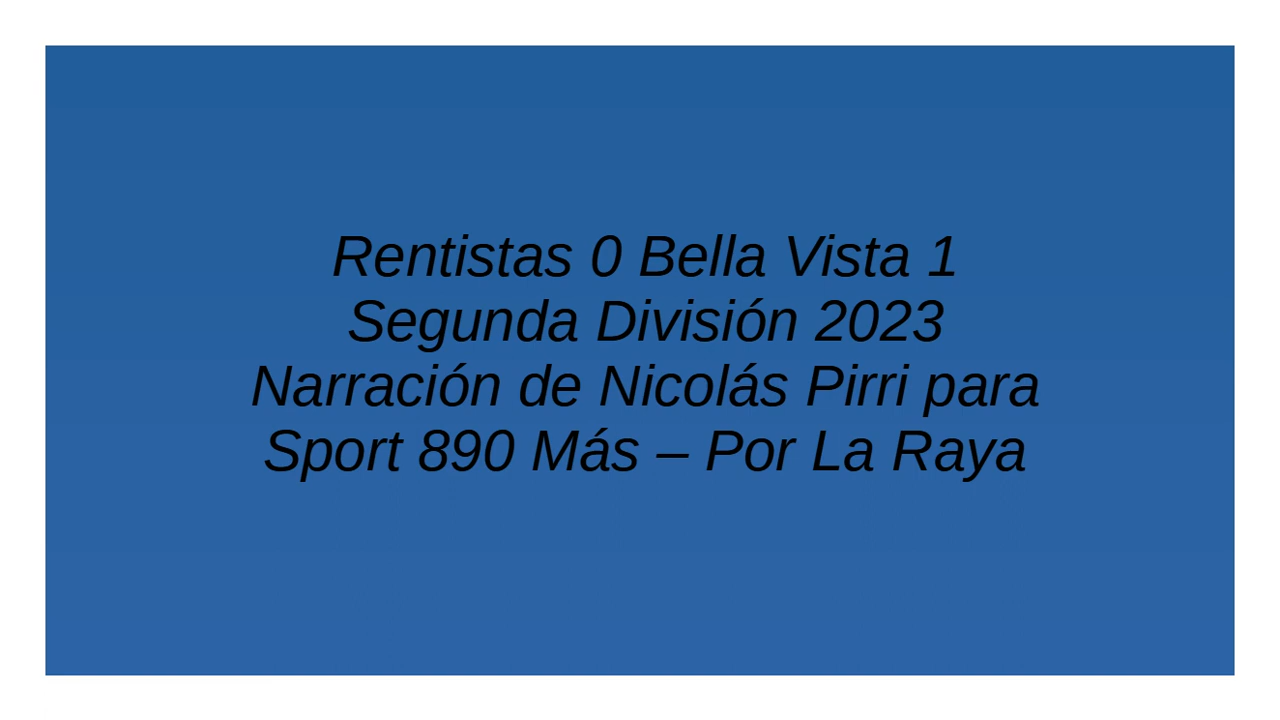 Rentistas 0 Bella Vista 1
Segunda División 2023
Narración de Nicolás Pirri para
Sport 890 Más – Por La Raya